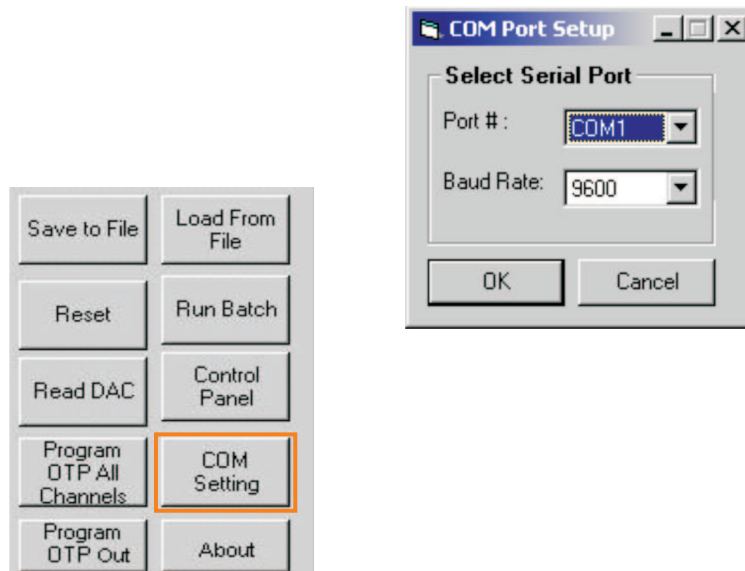 COM Port Setup
Select Serial Port
Port # :
COM1
Baud Rate:
9600
OK
Cancel
Save to File
Load From
File
Reset
Run Batch
Read DAC
Control
Panel
Program
OTP All
Channels
COM
Setting
Program
OTP Out
About